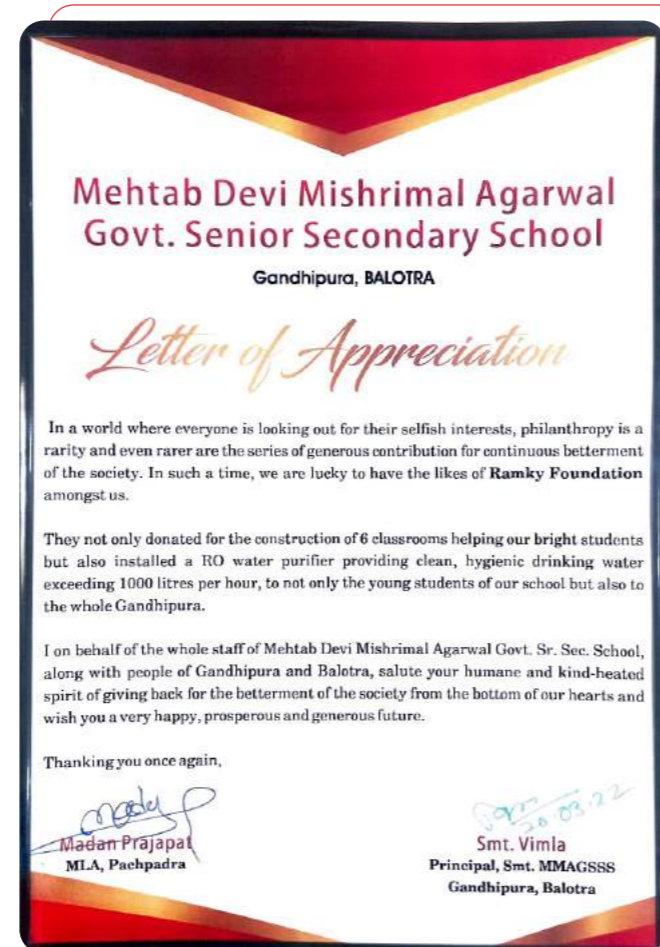 Mehtab Devi Mishrimal Agarwal
Govt. Senior Secondary School
Gandhipura, BALOTRA
Letter of Appreciation
In a world where everyone is looking out for their selfish interests, philanthropy is a
rarity and even rarer are the series of generous contribution for continuous betterment
of the society. In such a time, we are lucky to have the likes of Ramky Foundation
amongst us.
They not only donated for the construction of 6 classrooms helping our bright students
but also installed a RO water purifier providing clean, hygienic drinking water
exceeding 1000 litres per hour, to not only the young students of our school but also to
the whole Gandhipura.
I on behalf of the whole staff of Mehtab Devi Mishrimal Agarwal Govt. Sr. Sec. School,
along with people of Gandhipura and Balotra, salute your humane and kind-heated
spirit of giving back for the betterment of the society from the bottom of our hearts and
wish you a very happy, prosperous and generous future.
Thanking you once again,
20.03.22
Madan Prajapat
MLA, Pachpadra
Smt. Vimla
Principal, Smt. MMAGSSS
Gandhipura, Balotra